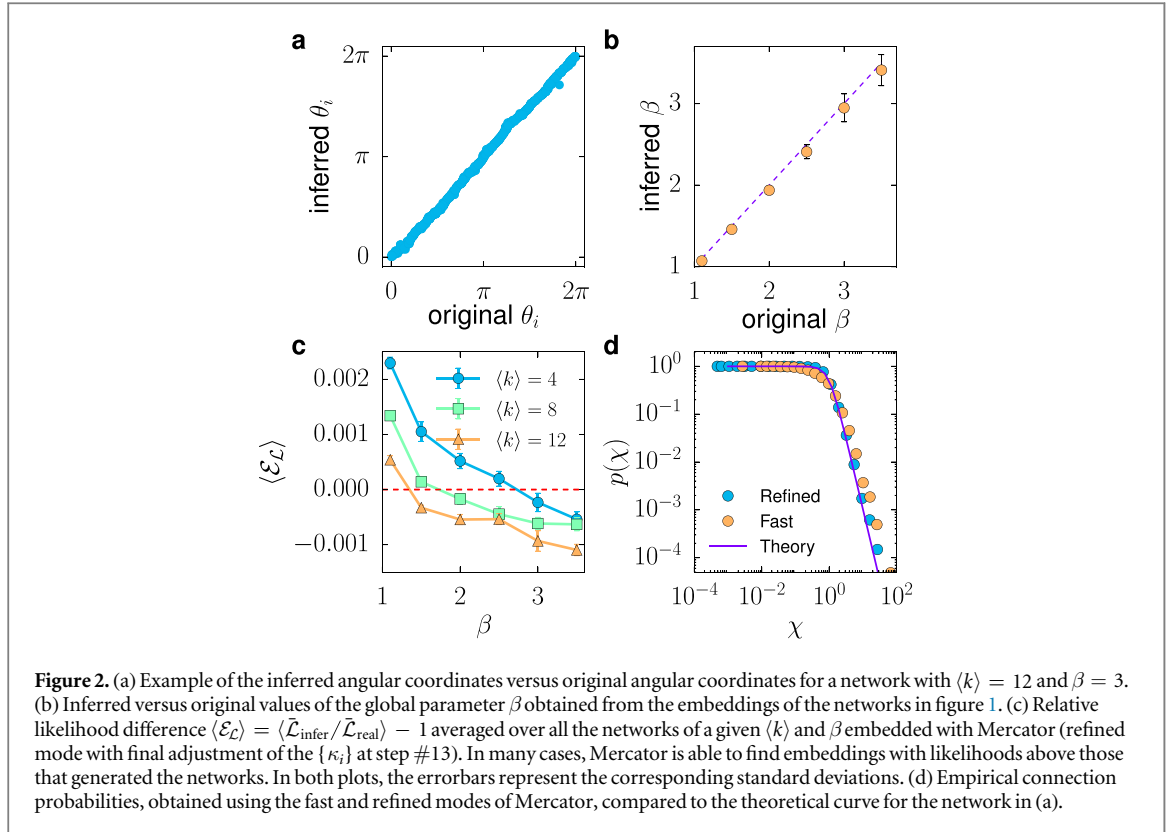 a
2π
π
0
inferred θi
0
π
2π
original θi
b
3
2
1
inferred β
1
2
3
original β
c
0.002
0.001
0.000
−0.001
⟨ℰ_ℒ⟩
⟨k⟩ = 4
⟨k⟩ = 8
⟨k⟩ = 12
1
2
3
β
d
10^0
10^−1
10^−2
10^−3
10^−4
p(χ)
Refined
Fast
Theory
10^−4
10^−2
10^0
10^2
χ
Figure 2. (a) Example of the inferred angular coordinates versus original angular coordinates for a network with ⟨k⟩ = 12 and β = 3.
(b) Inferred versus original values of the global parameter β obtained from the embeddings of the networks in figure 1. (c) Relative
likelihood difference ⟨ℰ_ℒ⟩ = ⟨ℒ̄_infer/ℒ̄_real⟩ − 1 averaged over all the networks of a given ⟨k⟩ and β embedded with Mercator (refined
mode with final adjustment of the {κi} at step #13). In many cases, Mercator is able to find embeddings with likelihoods above those
that generated the networks. In both plots, the errorbars represent the corresponding standard deviations. (d) Empirical connection
probabilities, obtained using the fast and refined modes of Mercator, compared to the theoretical curve for the network in (a).